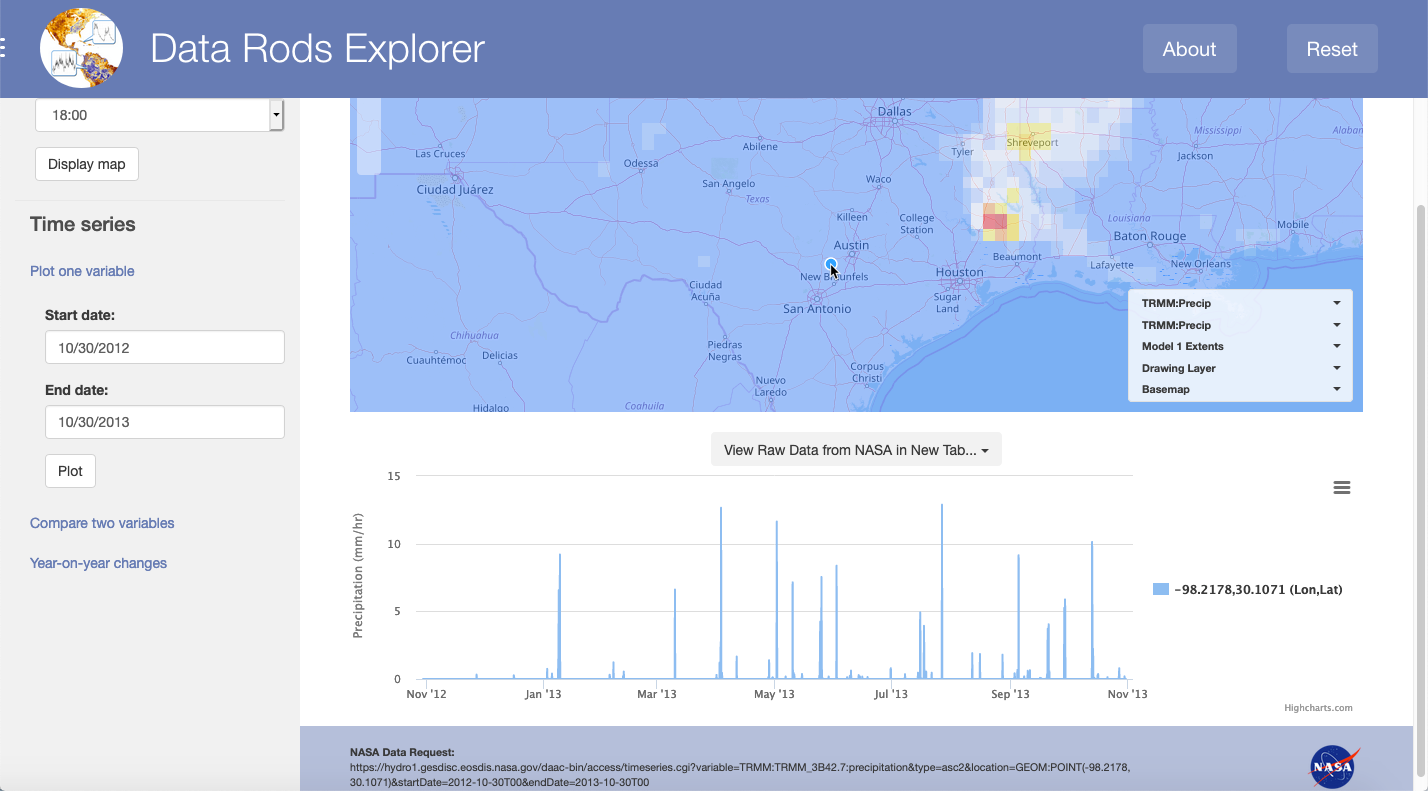 Data Rods Explorer
About
Reset
18:00
Display map
Time series
Plot one variable
Start date:
10/30/2012
End date:
10/30/2013
Plot
Compare two variables
Year-on-year changes
Dallas
Mississippi
Alaban
Shreveport
Abilene
Tyler
Las Cruces
Odessa
Jackson
Ciudad Juárez
San Angelo
Waco
Texas
Killeen
College
Station
Louisiana
Mobile
Austin
Baton Rouge
Beaumont
Lafayette
New Orleans
New Braunfels
Houston
Ciudad
Acuña
San Antonio
Sugar
Land
Chihuahua
Cuauhtémoc
Delicias
Piedras
Negras
Corpus
Christi
Nuevo
Laredo
Hidalgo
Coahuila
TRMM:Precip
TRMM:Precip
Model 1 Extents
Drawing Layer
Basemap
View Raw Data from NASA in New Tab...
Precipitation (mm/hr)
15
10
5
0
Nov '12
Jan '13
Mar '13
May '13
Jul '13
Sep '13
Nov '13
-98.2178,30.1071 (Lon,Lat)
Highcharts.com
NASA Data Request:
https://hydro1.gesdisc.eosdis.nasa.gov/daac-bin/access/timeseries.cgi?variable=TRMM:TRMM_3B42.7:precipitation&type=asc2&location=GEOM:POINT(-98.2178,
30.1071)&startDate=2012-10-30T00&endDate=2013-10-30T00
NASA